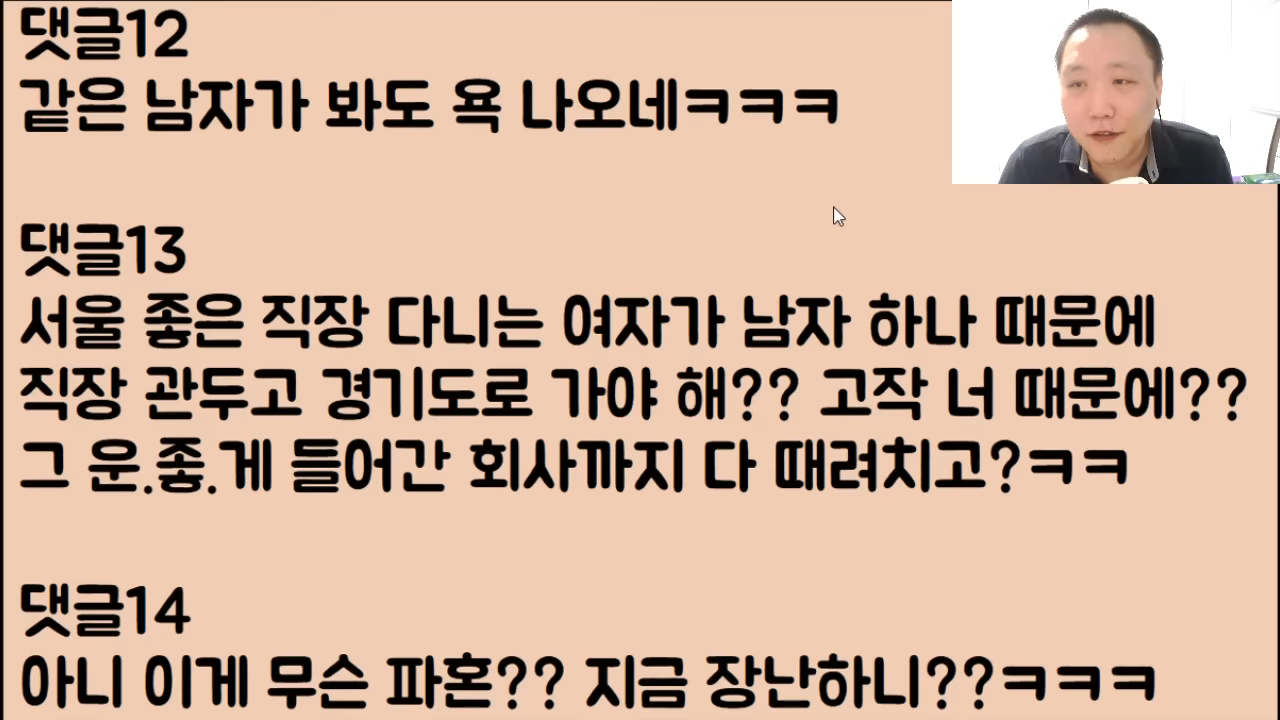 댓글12
같은 남자가 봐도 욕 나오네ㅋㅋㅋ
댓글13
서울 좋은 직장 다니는 여자가 남자 하나 때문에
직장 관두고 경기도로 가야 해?? 고작 너 때문에??
그 운.좋.게 들어간 회사까지 다 때려치고?ㅋㅋ
댓글14
아니 이게 무슨 파혼?? 지금 장난하니??ㅋㅋㅋ